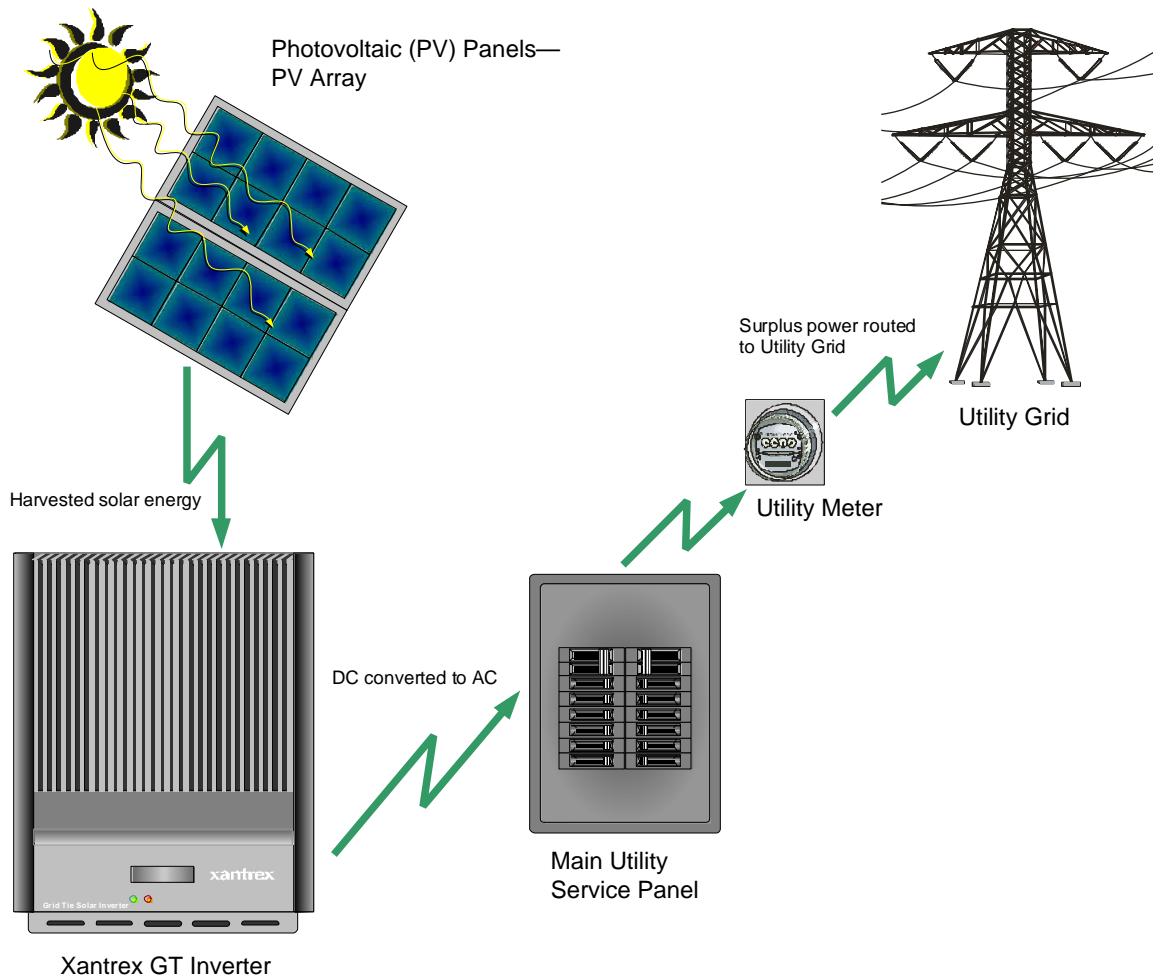 Photovoltaic (PV) Panels—
PV Array
Surplus power routed
to Utility Grid
Utility Grid
Harvested solar energy
Utility Meter
DC converted to AC
Main Utility
Service Panel
xantrex
Grid Tie Solar Inverter
Xantrex GT Inverter